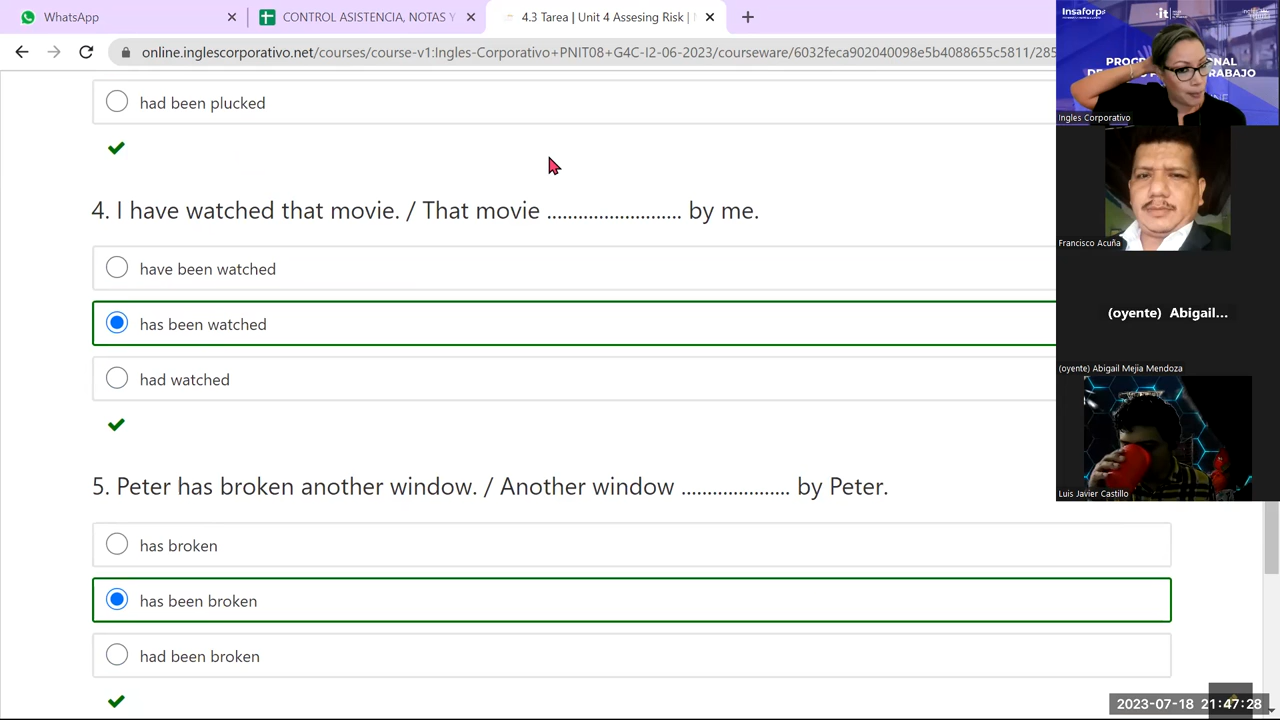 WhatsApp
CONTROL ASISTENCIA Y NOTAS
4.3 Tarea | Unit 4 Assesing Risk |
online.inglescorporativo.net/courses/course-v1:Ingles-Corporativo+INIT08+G4C-I2-06-2023/courseware/6032feca902040098e5b4088655c5811/285
had been plucked
4. I have watched that movie. / That movie .......................... by me.
have been watched
has been watched
had watched
5. Peter has broken another window. / Another window ..................... by Peter.
has broken
has been broken
had been broken
Insaforp
it
Ingles Corporativo
Francisco Acuña
(oyente) Abigail...
(oyente) Abigail Mejia Mendoza
Luis Javier Castillo
2023-07-18 21:47:28